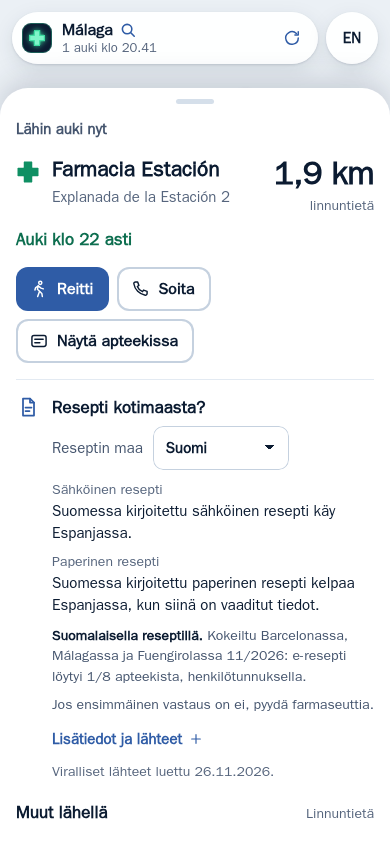 Málaga
1 auki klo 20.41
EN
Lähin auki nyt
Farmacia Estación
1,9 km
Explanada de la Estación 2
linnuntietä
Auki klo 22 asti
Reitti
Soita
Näytä apteekissa
Resepti kotimaasta?
Reseptin maa
Suomi
Sähköinen resepti
Suomessa kirjoitettu sähköinen resepti käy
Espanjassa.
Paperinen resepti
Suomessa kirjoitettu paperinen resepti kelpaa
Espanjassa, kun siinä on vaaditut tiedot.
Suomalaisella reseptillä. Kokeiltu Barcelonassa,
Málagassa ja Fuengirolassa 11/2026: e-resepti
löytyi 1/8 apteekista, henkilötunnuksella.
Jos ensimmäinen vastaus on ei, pyydä farmaseuttia.
Lisätiedot ja lähteet +
Viralliset lähteet luettu 26.11.2026.
Muut lähellä
Linnuntietä